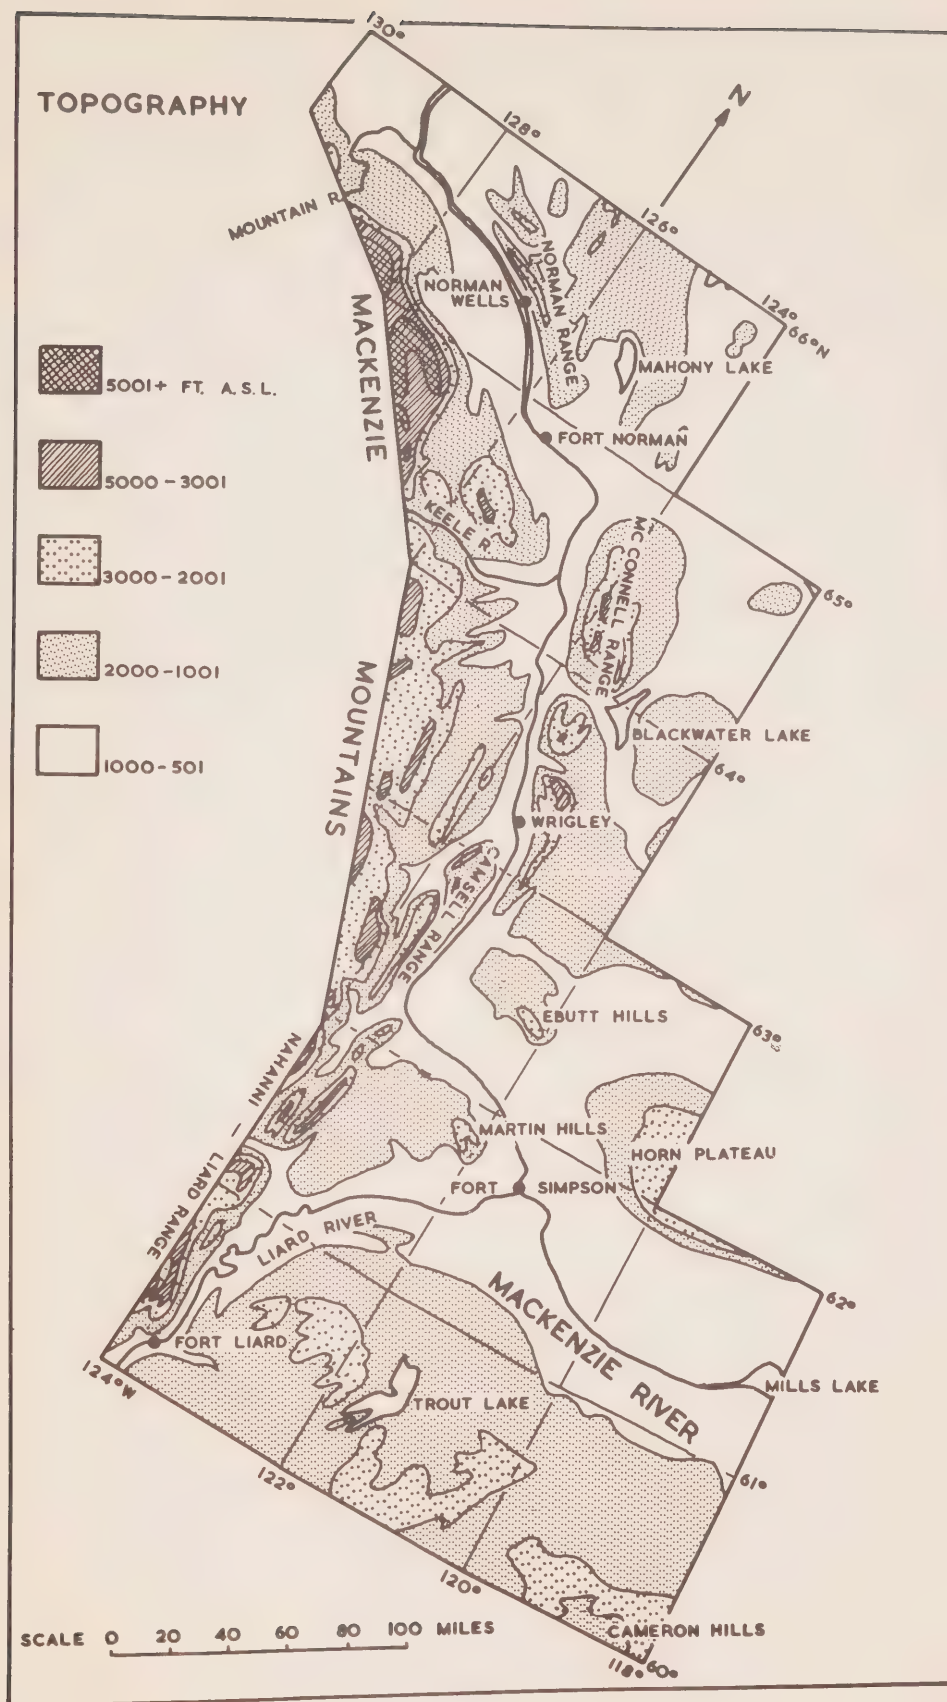 TOPOGRAPHY
130°
128°
126°
124°
66°N
N
MOUNTAIN R.
NORMAN
WELLS
NORMAN RANGE
MAHONY LAKE
FORT NORMAN
MACKENZIE
5001+ FT. A.S.L.
5000-3001
3000-2001
2000-1001
1000-501
KEELE R.
McCONNELL RANGE
65°
MOUNTAINS
BLACKWATER LAKE
64°
WRIGLEY
CAMSELL RANGE
EBUTT HILLS
63°
NAHANNI - LIARD RANGE
MARTIN HILLS
HORN PLATEAU
FORT SIMPSON
LIARD RIVER
62°
MACKENZIE RIVER
FORT LIARD
124°W
MILLS LAKE
TROUT LAKE
61°
122°
120°
CAMERON HILLS
118°
60°
SCALE 0 20 40 60 80 100 MILES